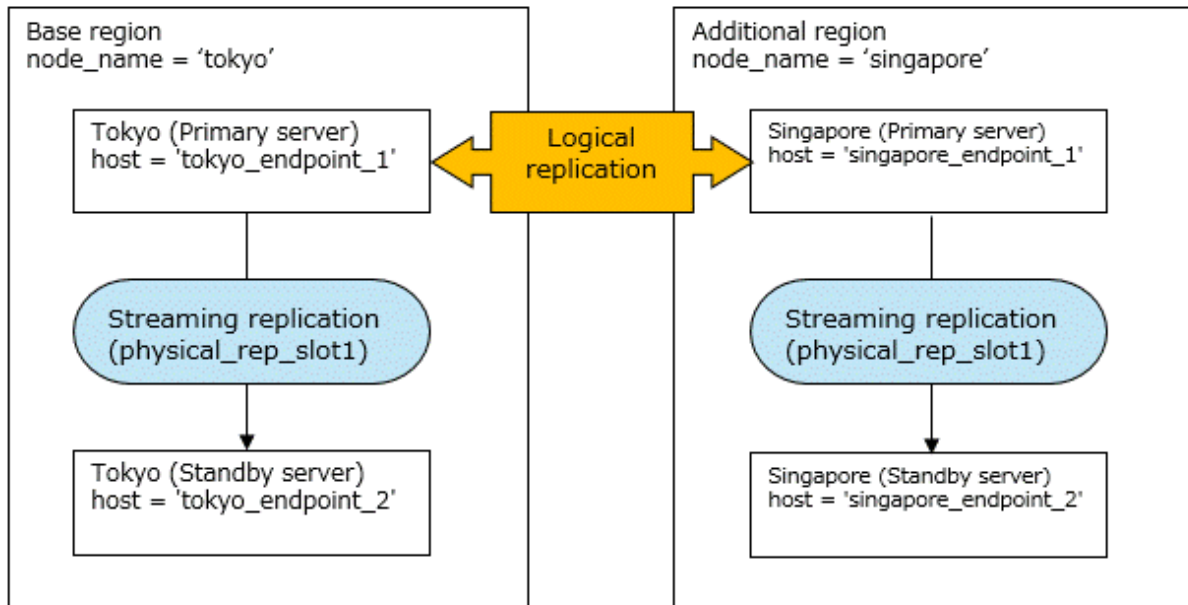 Base region
node_name = ‘tokyo’
Tokyo (Primary server)
host = 'tokyo_endpoint_1'
Streaming replication
(physical_rep_slot1)
Tokyo (Standby server)
host = 'tokyo_endpoint_2'
Logical
replication
Additional region
node_name = ‘singapore’
Singapore (Primary server)
host = 'singapore_endpoint_1'
Streaming replication
(physical_rep_slot1)
Singapore (Standby server)
host = 'singapore_endpoint_2'